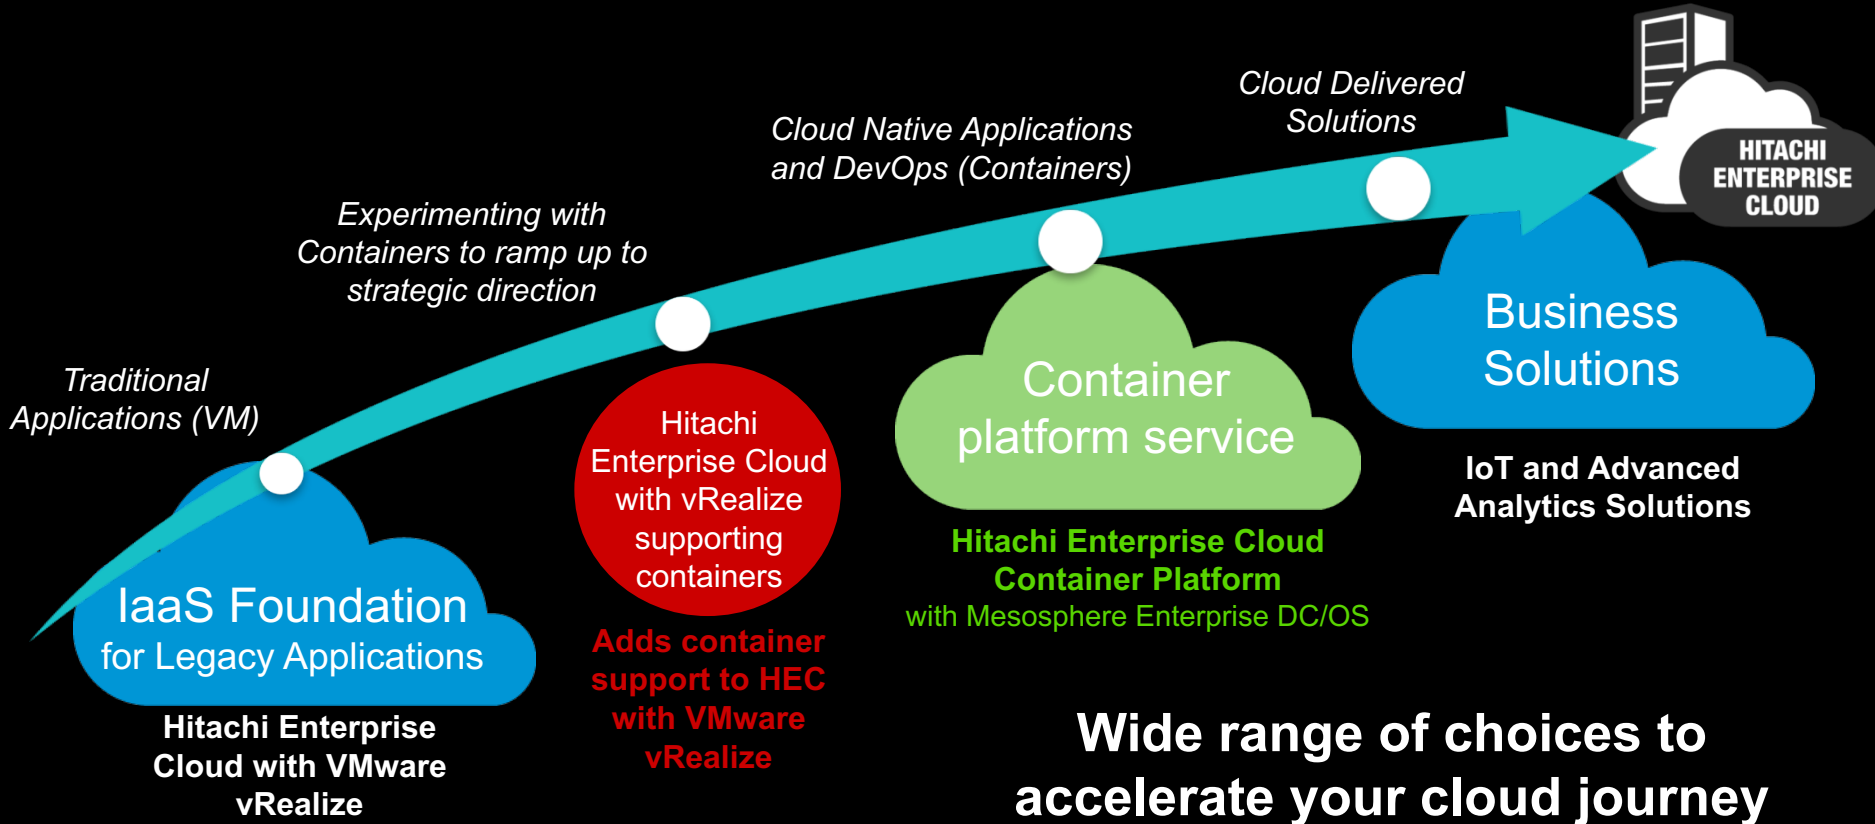 Traditional
Applications (VM)
IaaS Foundation
for Legacy Applications
Hitachi Enterprise
Cloud with VMware
vRealize
Experimenting with
Containers to ramp up to
strategic direction
Hitachi
Enterprise Cloud
with vRealize
supporting
containers
Adds container
support to HEC
with VMware
vRealize
Cloud Native Applications
and DevOps (Containers)
Container
platform service
Hitachi Enterprise Cloud
Container Platform
with Mesosphere Enterprise DC/OS
Cloud Delivered
Solutions
Business
Solutions
IoT and Advanced
Analytics Solutions
HITACHI
ENTERPRISE
CLOUD
Wide range of choices to
accelerate your cloud journey